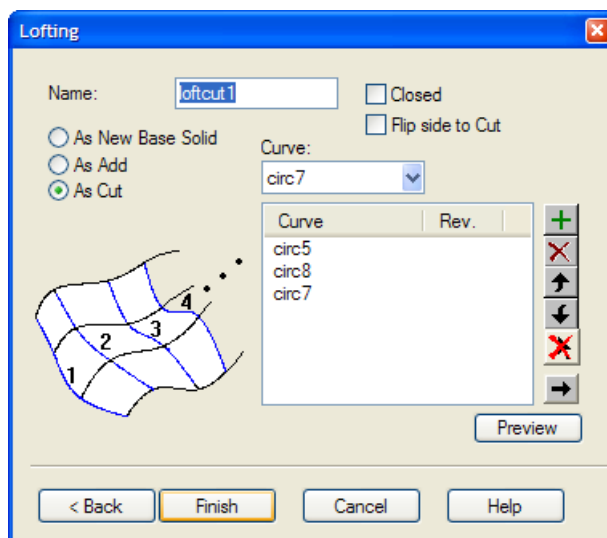 Lofting
Name: loftcut1
Closed
Flip side to Cut
As New Base Solid
As Add
As Cut
Curve:
circ7
Curve Rev.
circ5
circ8
circ7
1 2 3 4
Preview
< Back Finish Cancel Help